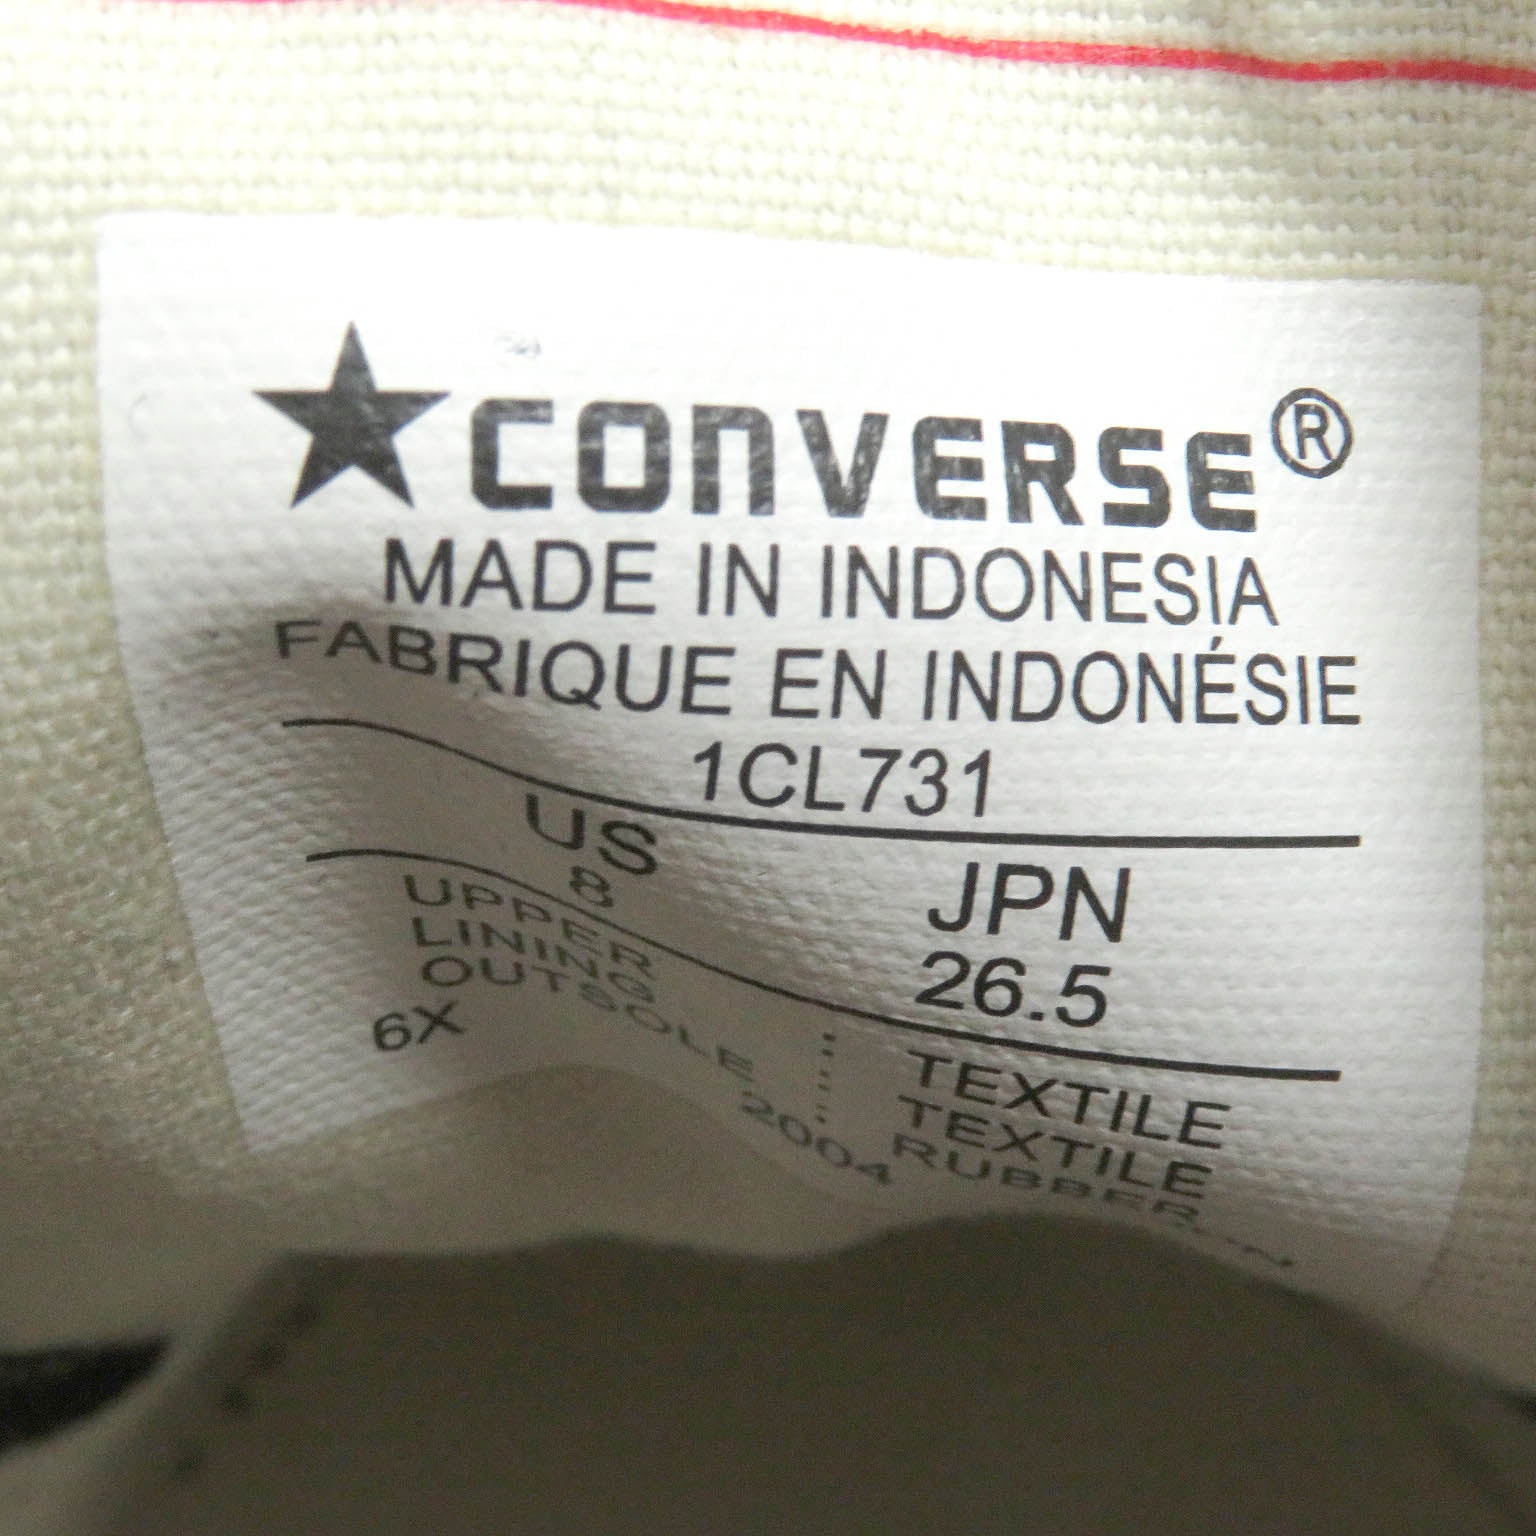 ★CONVERSE®
MADE IN INDONESIA
FABRIQUE EN INDONÉSIE
1CL731
US JPN
8 26.5
UPPER : TEXTILE
LINING : TEXTILE
OUTSOLE : RUBBER
6X 2004